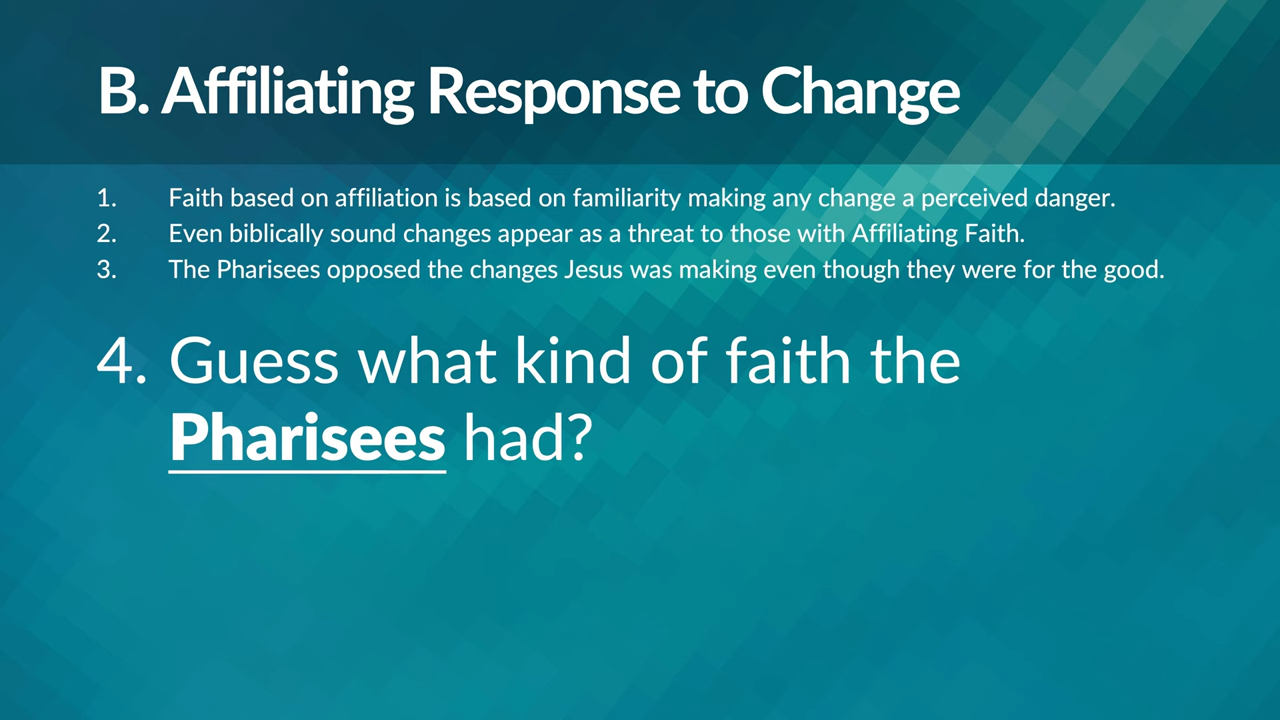 B. Affiliating Response to Change
1. Faith based on affiliation is based on familiarity making any change a perceived danger.
2. Even biblically sound changes appear as a threat to those with Affiliating Faith.
3. The Pharisees opposed the changes Jesus was making even though they were for the good.
4. Guess what kind of faith the
Pharisees had?